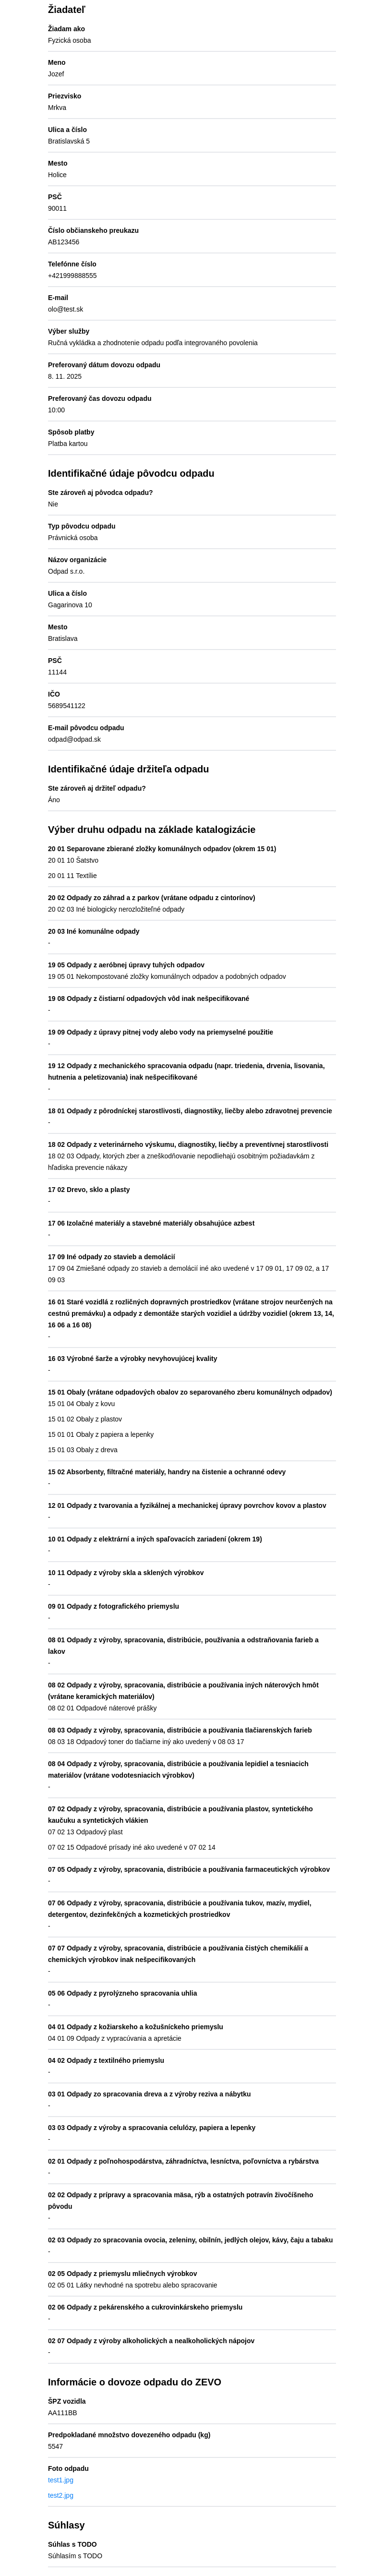 Žiadateľ
Žiadam ako
Fyzická osoba
Meno
Jozef
Priezvisko
Mrkva
Ulica a číslo
Bratislavská 5
Mesto
Holice
PSČ
90011
Číslo občianskeho preukazu
AB123456
Telefónne číslo
+421999888555
E-mail
olo@test.sk
Výber služby
Ručná vykládka a zhodnotenie odpadu podľa integrovaného povolenia
Preferovaný dátum dovozu odpadu
8. 11. 2025
Preferovaný čas dovozu odpadu
10:00
Spôsob platby
Platba kartou
Identifikačné údaje pôvodcu odpadu
Ste zároveň aj pôvodca odpadu?
Nie
Typ pôvodcu odpadu
Právnická osoba
Názov organizácie
Odpad s.r.o.
Ulica a číslo
Gagarinova 10
Mesto
Bratislava
PSČ
11144
IČO
5689541122
E-mail pôvodcu odpadu
odpad@odpad.sk
Identifikačné údaje držiteľa odpadu
Ste zároveň aj držiteľ odpadu?
Áno
Výber druhu odpadu na základe katalogizácie
20 01 Separovane zbierané zložky komunálnych odpadov (okrem 15 01)
20 01 10 Šatstvo
20 01 11 Textílie
20 02 Odpady zo záhrad a z parkov (vrátane odpadu z cintorínov)
20 02 03 Iné biologicky nerozložiteľné odpady
20 03 Iné komunálne odpady
-
19 05 Odpady z aeróbnej úpravy tuhých odpadov
19 05 01 Nekompostované zložky komunálnych odpadov a podobných odpadov
19 08 Odpady z čistiarní odpadových vôd inak nešpecifikované
-
19 09 Odpady z úpravy pitnej vody alebo vody na priemyselné použitie
-
19 12 Odpady z mechanického spracovania odpadu (napr. triedenia, drvenia, lisovania,
hutnenia a peletizovania) inak nešpecifikované
-
18 01 Odpady z pôrodníckej starostlivosti, diagnostiky, liečby alebo zdravotnej prevencie
-
18 02 Odpady z veterinárneho výskumu, diagnostiky, liečby a preventívnej starostlivosti
18 02 03 Odpady, ktorých zber a zneškodňovanie nepodliehajú osobitným požiadavkám z
hľadiska prevencie nákazy
17 02 Drevo, sklo a plasty
-
17 06 Izolačné materiály a stavebné materiály obsahujúce azbest
-
17 09 Iné odpady zo stavieb a demolácií
17 09 04 Zmiešané odpady zo stavieb a demolácií iné ako uvedené v 17 09 01, 17 09 02, a 17
09 03
16 01 Staré vozidlá z rozličných dopravných prostriedkov (vrátane strojov neurčených na
cestnú premávku) a odpady z demontáže starých vozidiel a údržby vozidiel (okrem 13, 14,
16 06 a 16 08)
-
16 03 Výrobné šarže a výrobky nevyhovujúcej kvality
-
15 01 Obaly (vrátane odpadových obalov zo separovaného zberu komunálnych odpadov)
15 01 04 Obaly z kovu
15 01 02 Obaly z plastov
15 01 01 Obaly z papiera a lepenky
15 01 03 Obaly z dreva
15 02 Absorbenty, filtračné materiály, handry na čistenie a ochranné odevy
-
12 01 Odpady z tvarovania a fyzikálnej a mechanickej úpravy povrchov kovov a plastov
-
10 01 Odpady z elektrární a iných spaľovacích zariadení (okrem 19)
-
10 11 Odpady z výroby skla a sklených výrobkov
-
09 01 Odpady z fotografického priemyslu
-
08 01 Odpady z výroby, spracovania, distribúcie, používania a odstraňovania farieb a
lakov
-
08 02 Odpady z výroby, spracovania, distribúcie a používania iných náterových hmôt
(vrátane keramických materiálov)
08 02 01 Odpadové náterové prášky
08 03 Odpady z výroby, spracovania, distribúcie a používania tlačiarenských farieb
08 03 18 Odpadový toner do tlačiarne iný ako uvedený v 08 03 17
08 04 Odpady z výroby, spracovania, distribúcie a používania lepidiel a tesniacich
materiálov (vrátane vodotesniacich výrobkov)
-
07 02 Odpady z výroby, spracovania, distribúcie a používania plastov, syntetického
kaučuku a syntetických vlákien
07 02 13 Odpadový plast
07 02 15 Odpadové prísady iné ako uvedené v 07 02 14
07 05 Odpady z výroby, spracovania, distribúcie a používania farmaceutických výrobkov
-
07 06 Odpady z výroby, spracovania, distribúcie a používania tukov, mazív, mydiel,
detergentov, dezinfekčných a kozmetických prostriedkov
-
07 07 Odpady z výroby, spracovania, distribúcie a používania čistých chemikálií a
chemických výrobkov inak nešpecifikovaných
-
05 06 Odpady z pyrolýzneho spracovania uhlia
-
04 01 Odpady z kožiarskeho a kožušníckeho priemyslu
04 01 09 Odpady z vypracúvania a apretácie
04 02 Odpady z textilného priemyslu
-
03 01 Odpady zo spracovania dreva a z výroby reziva a nábytku
-
03 03 Odpady z výroby a spracovania celulózy, papiera a lepenky
-
02 01 Odpady z poľnohospodárstva, záhradníctva, lesníctva, poľovníctva a rybárstva
-
02 02 Odpady z prípravy a spracovania mäsa, rýb a ostatných potravín živočíšneho
pôvodu
-
02 03 Odpady zo spracovania ovocia, zeleniny, obilnín, jedlých olejov, kávy, čaju a tabaku
-
02 05 Odpady z priemyslu mliečnych výrobkov
02 05 01 Látky nevhodné na spotrebu alebo spracovanie
02 06 Odpady z pekárenského a cukrovinkárskeho priemyslu
-
02 07 Odpady z výroby alkoholických a nealkoholických nápojov
-
Informácie o dovoze odpadu do ZEVO
ŠPZ vozidla
AA111BB
Predpokladané množstvo dovezeného odpadu (kg)
5547
Foto odpadu
test1.jpg
test2.jpg
Súhlasy
Súhlas s TODO
Súhlasím s TODO